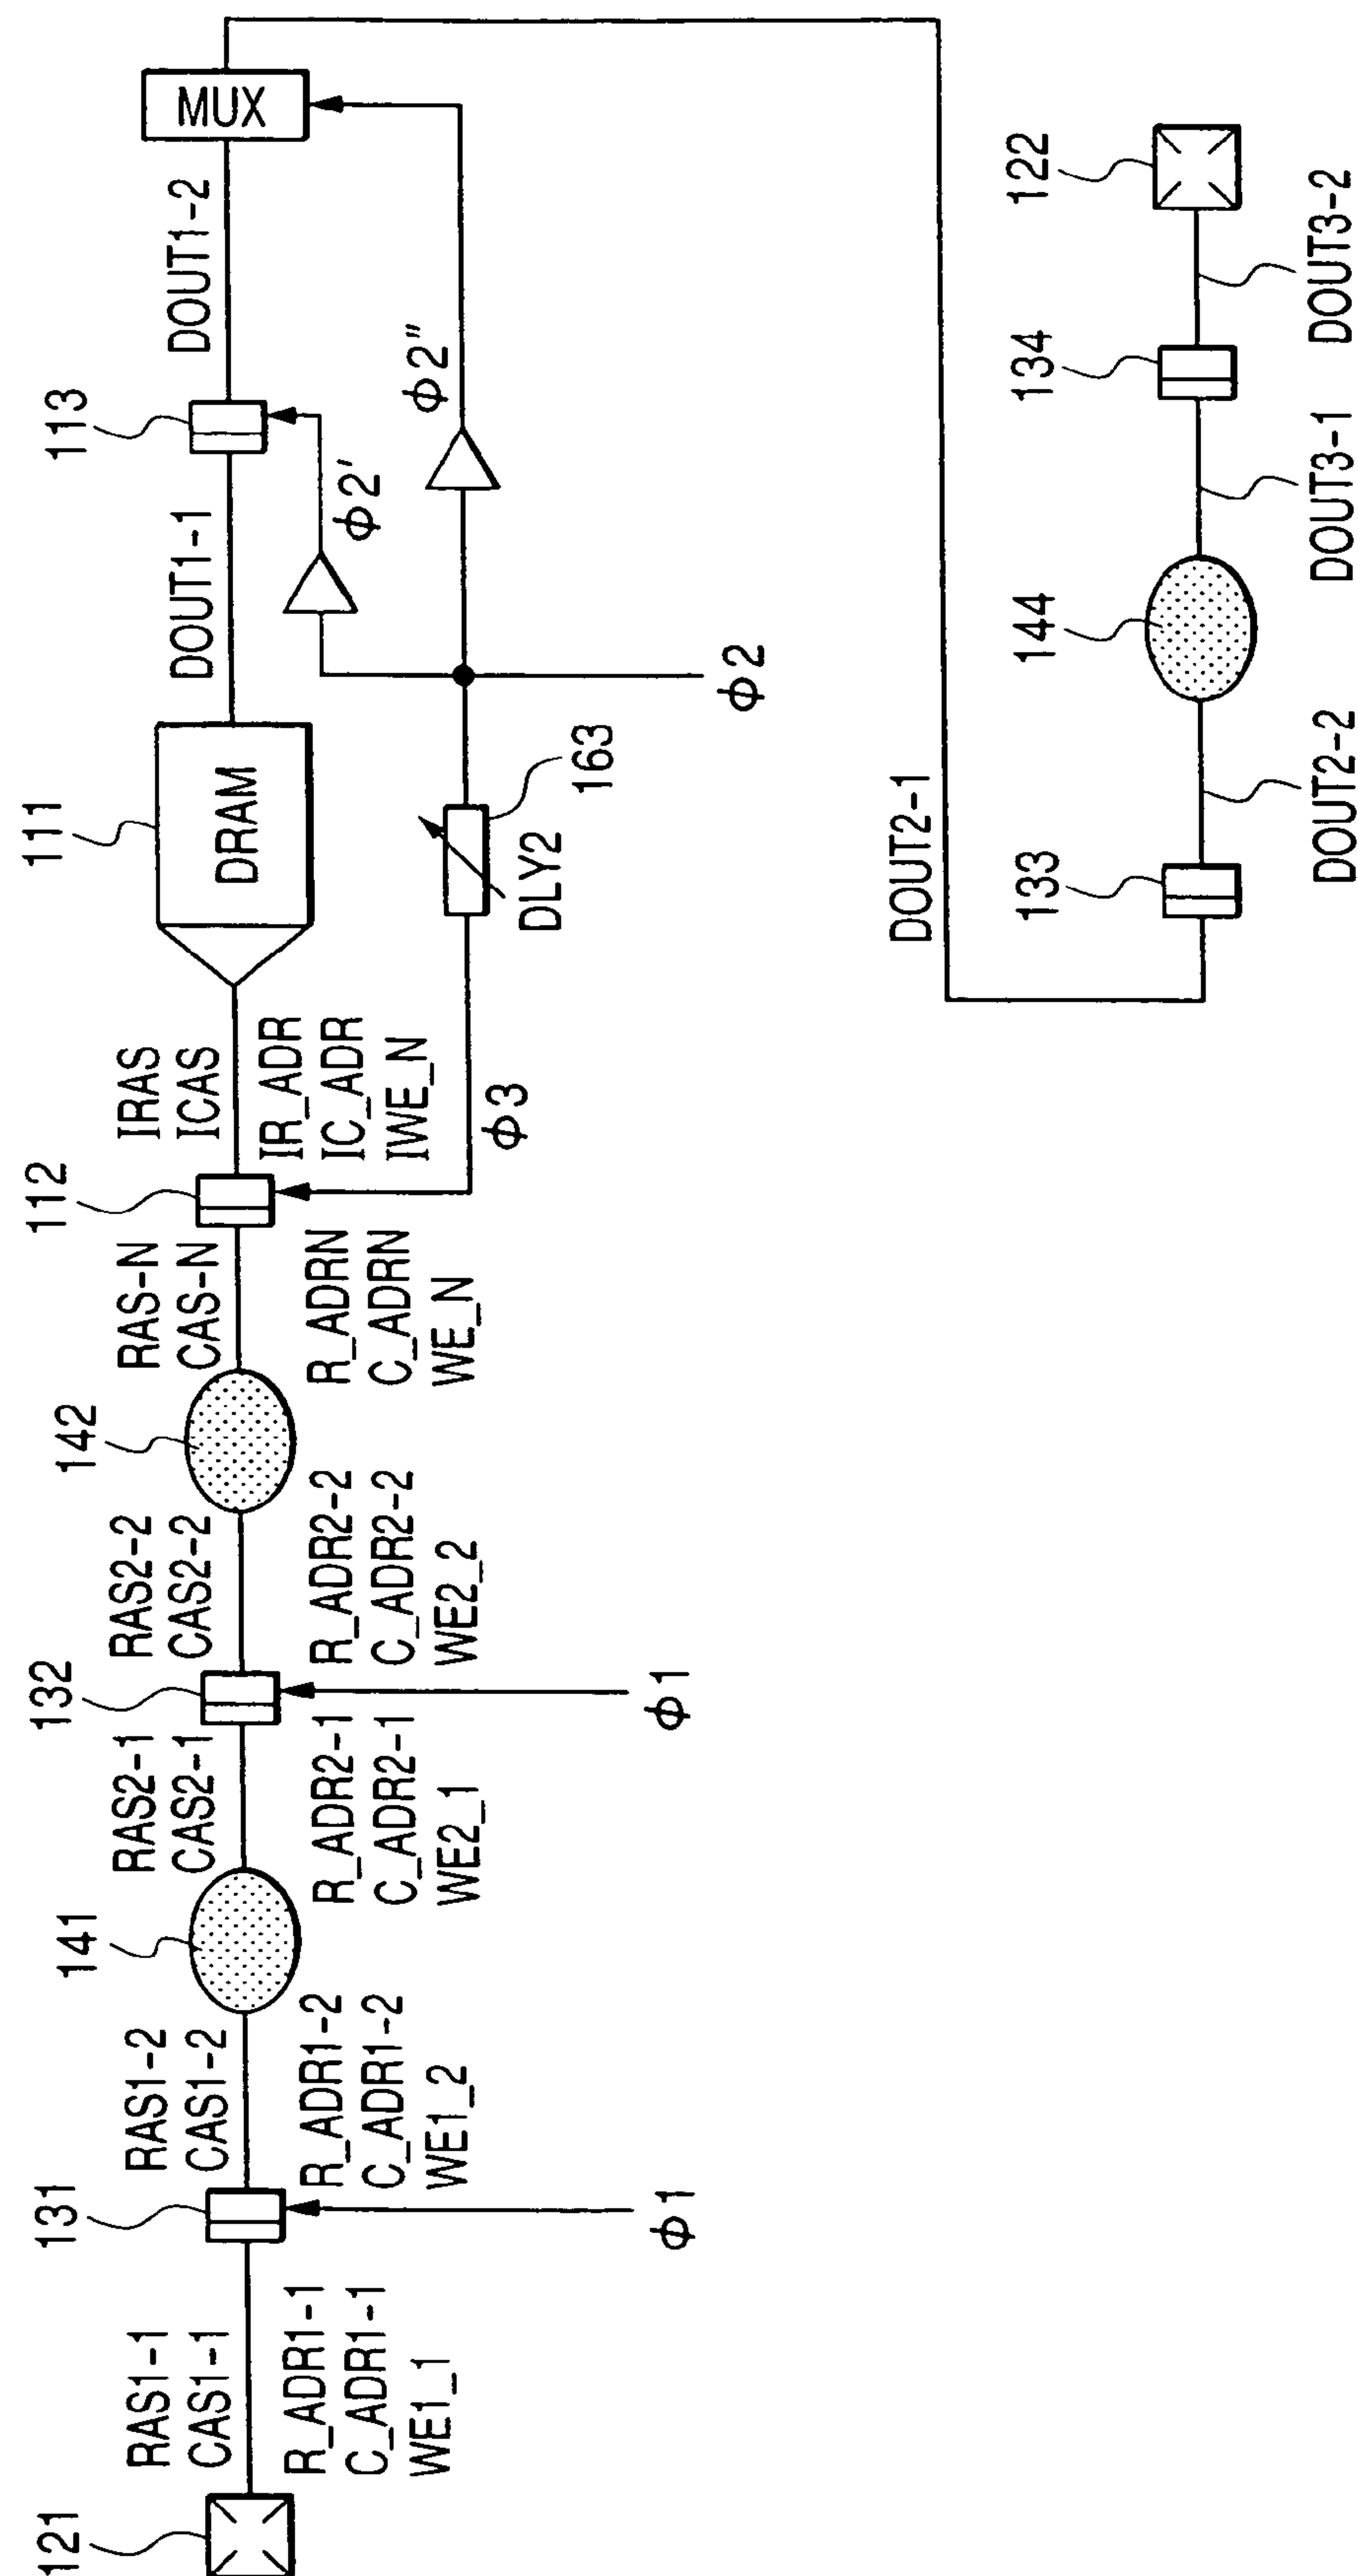 121
RAS1-1
CAS1-1
R_ADR1-1
C_ADR1-1
WE1_1
131
φ1
RAS1-2
CAS1-2
R_ADR1-2
C_ADR1-2
WE1_2
141
RAS2-1
CAS2-1
R_ADR2-1
C_ADR2-1
WE2_1
132
φ1
RAS2-2
CAS2-2
R_ADR2-2
C_ADR2-2
WE2_2
142
RAS-N
CAS-N
R_ADRN
C_ADRN
WE_N
112
φ3
IRAS
ICAS
IR_ADR
IC_ADR
IWE_N
111
DRAM
DLY2
163
φ2
DOUT1-1
φ2'
113
φ2"
DOUT1-2
MUX
DOUT2-1
133
DOUT2-2
144
DOUT3-1
134
DOUT3-2
122